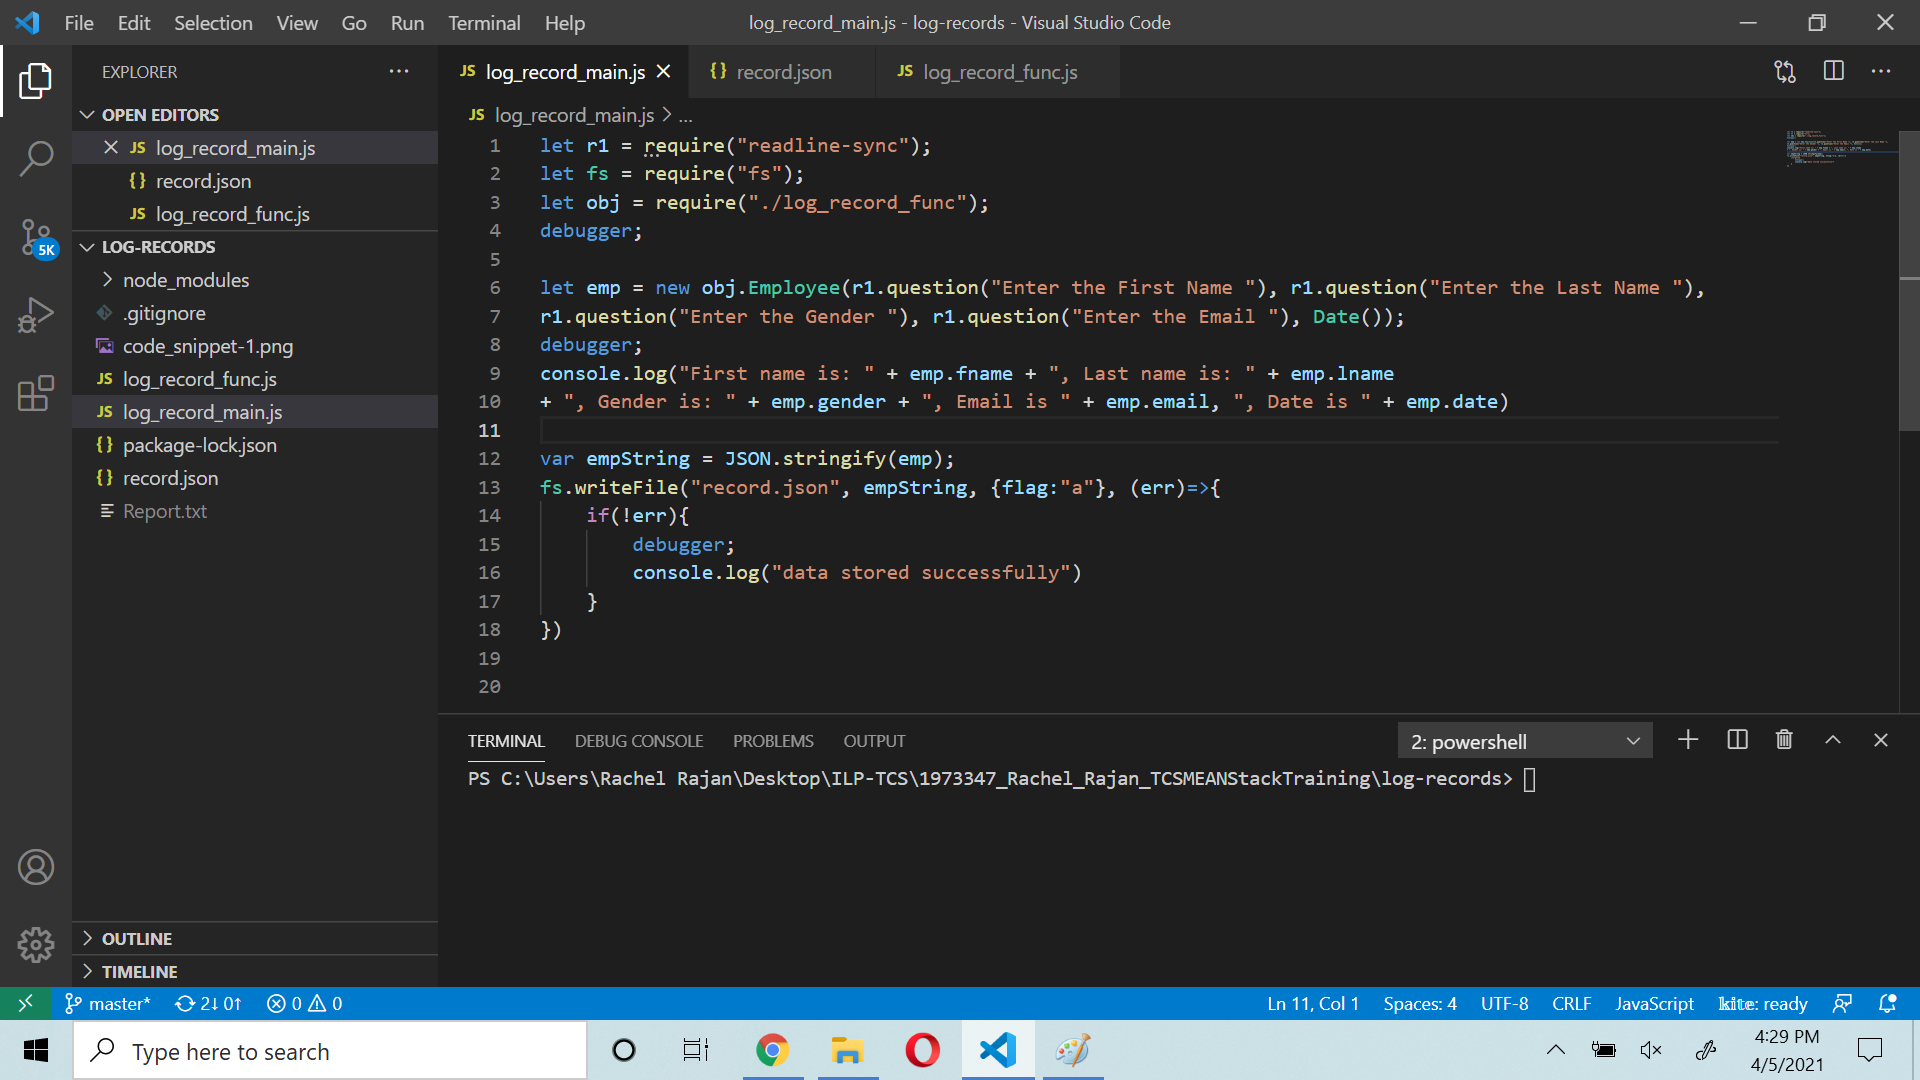 File Edit Selection View Go Run Terminal Help
log_record_main.js - log-records - Visual Studio Code
EXPLORER
OPEN EDITORS
JS log_record_main.js
{} record.json
JS log_record_func.js
5K
LOG-RECORDS
node_modules
.gitignore
code_snippet-1.png
JS log_record_func.js
JS log_record_main.js
{} package-lock.json
{} record.json
Report.txt
OUTLINE
TIMELINE
JS log_record_main.js {} record.json JS log_record_func.js
JS log_record_main.js > ...
1 let r1 = require("readline-sync");
2 let fs = require("fs");
3 let obj = require("./log_record_func");
4 debugger;
5
6 let emp = new obj.Employee(r1.question("Enter the First Name "), r1.question("Enter the Last Name "),
7 r1.question("Enter the Gender "), r1.question("Enter the Email "), Date());
8 debugger;
9 console.log("First name is: " + emp.fname + ", Last name is: " + emp.lname
10 + ", Gender is: " + emp.gender + ", Email is " + emp.email, ", Date is " + emp.date)
11
12 var empString = JSON.stringify(emp);
13 fs.writeFile("record.json", empString, {flag:"a"}, (err)=>{
14 if(!err){
15 debugger;
16 console.log("data stored successfully")
17 }
18 })
19
20
TERMINAL DEBUG CONSOLE PROBLEMS OUTPUT
2: powershell
PS C:\Users\Rachel Rajan\Desktop\ILP-TCS\1973347_Rachel_Rajan_TCSMEANStackTraining\log-records>
master* 2↓ 0↑ 0 0
Ln 11, Col 1 Spaces: 4 UTF-8 CRLF JavaScript kite: ready
Type here to search
4:29 PM
4/5/2021